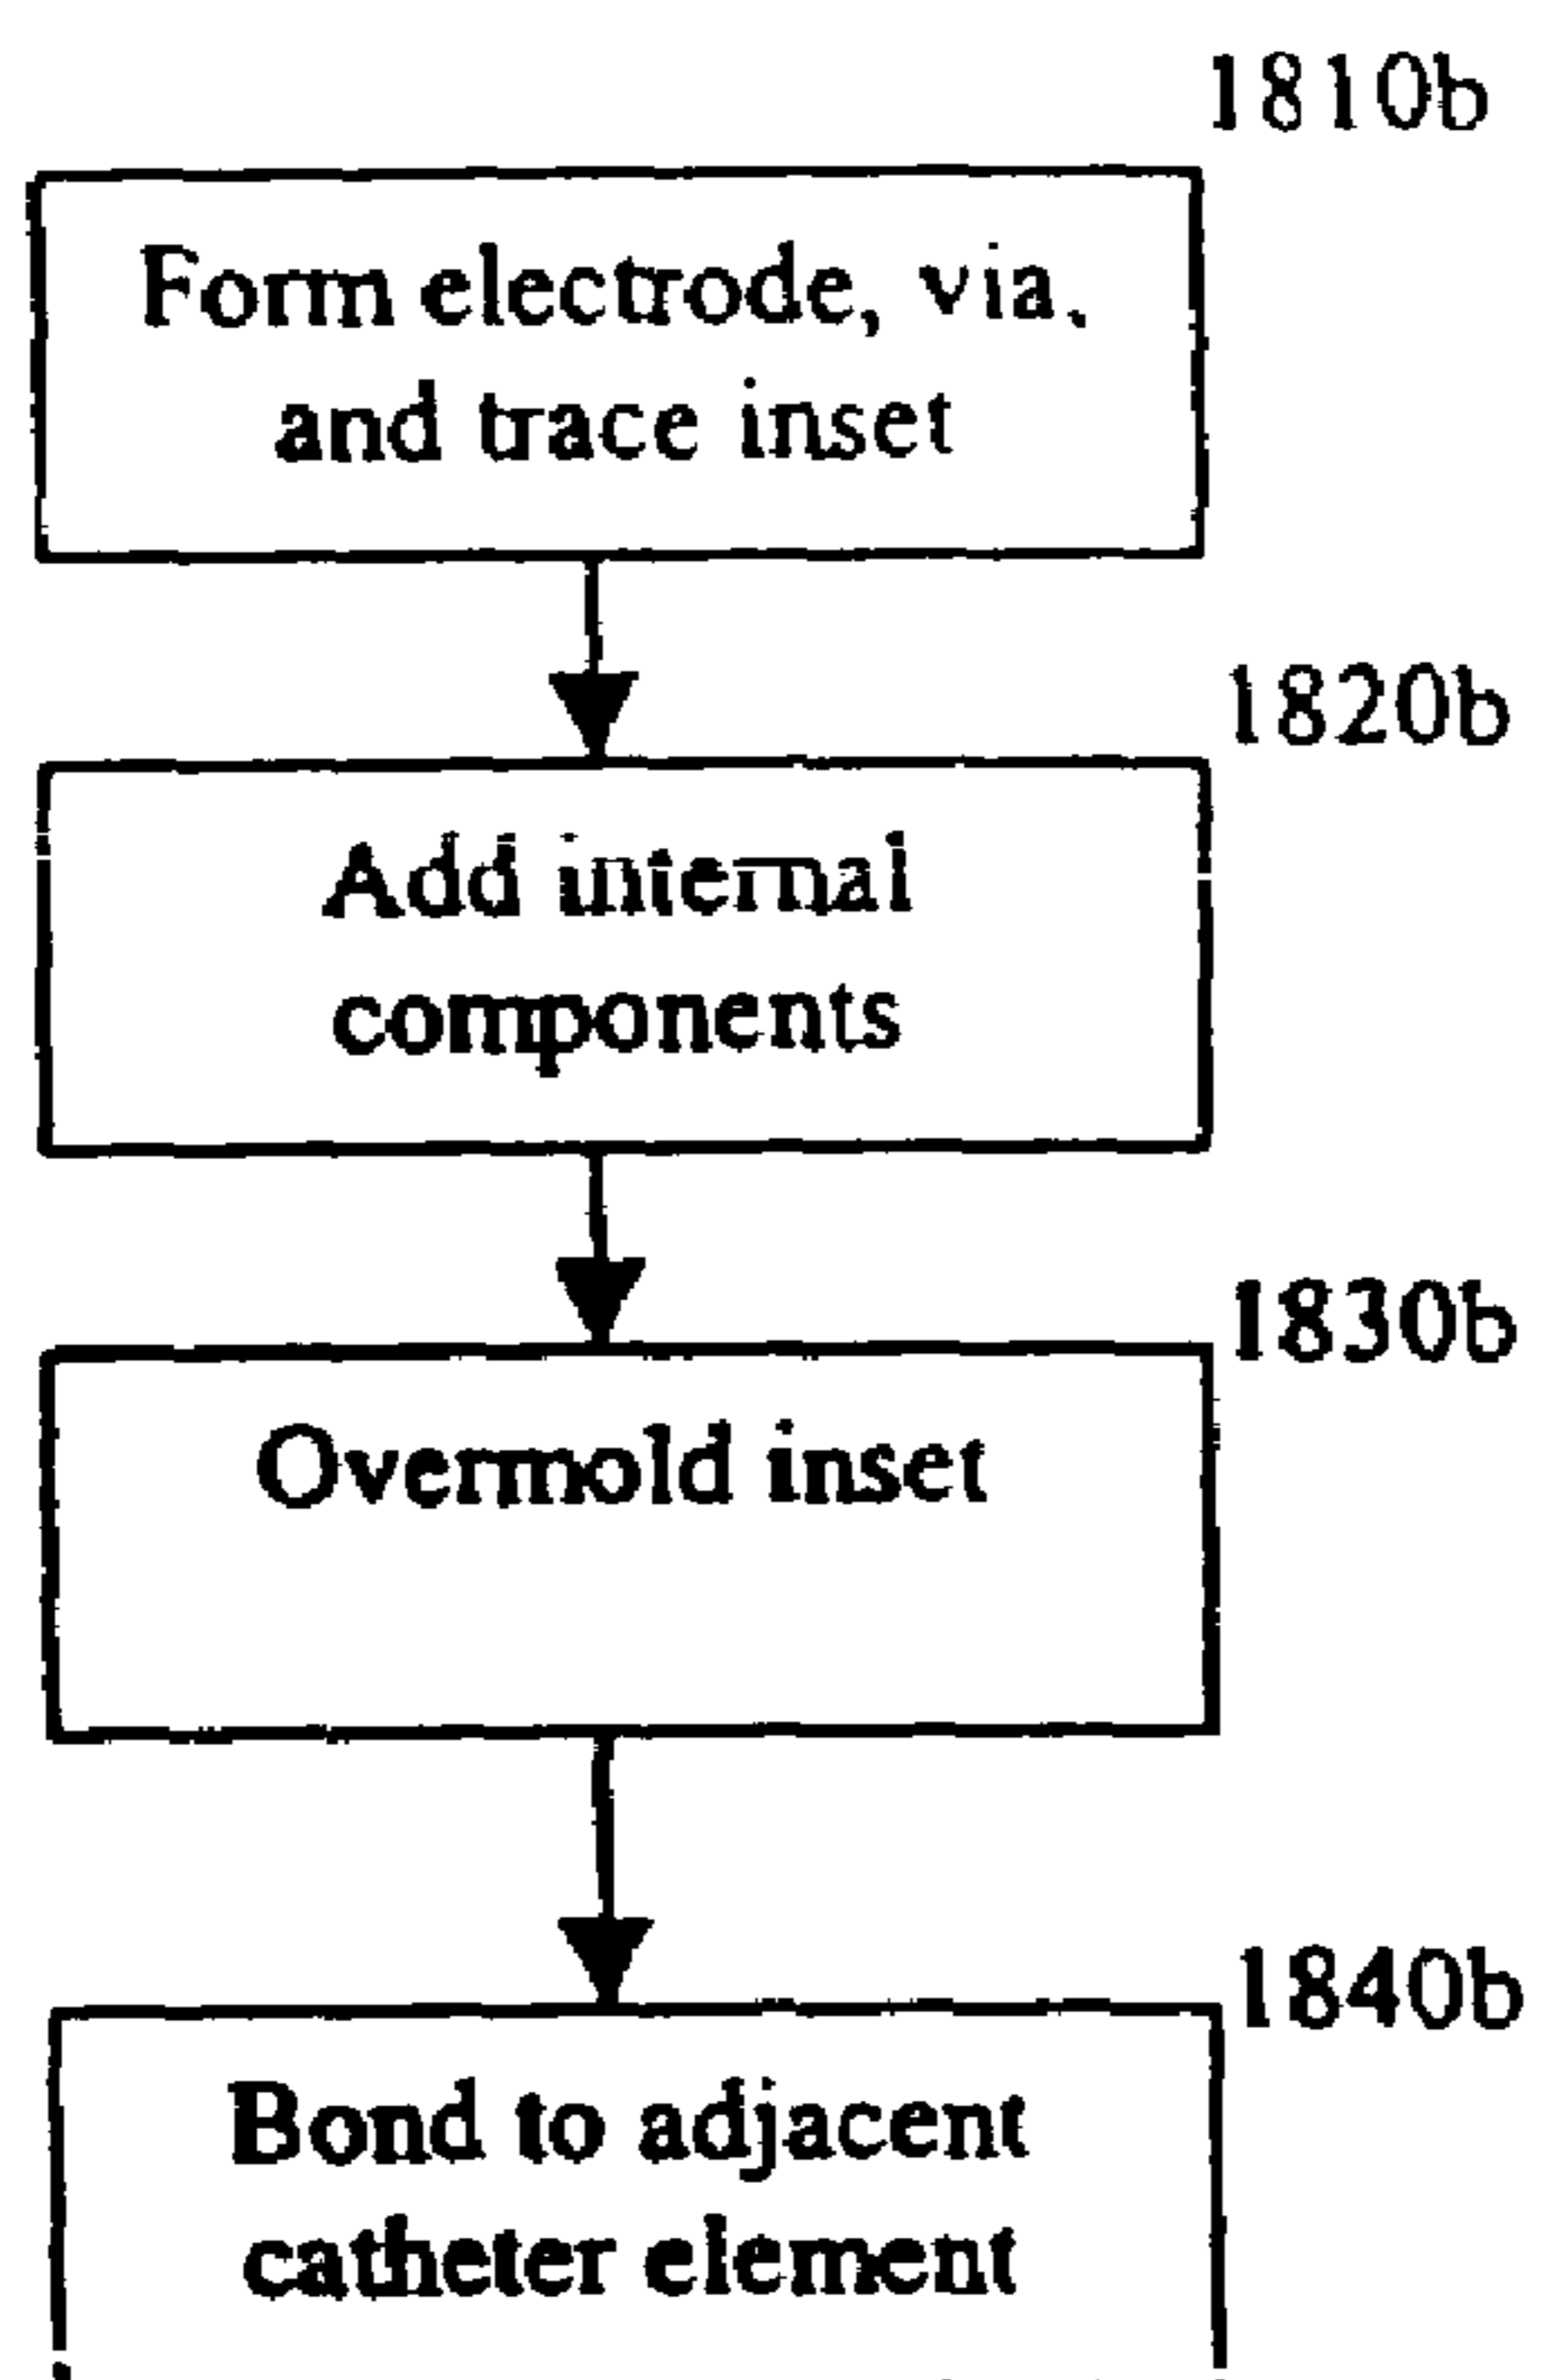 1810b
Form electrode, via,
and trace inset
1820b
Add internal
components
1830b
Overmold inset
1840b
Bond to adjacent
catheter element